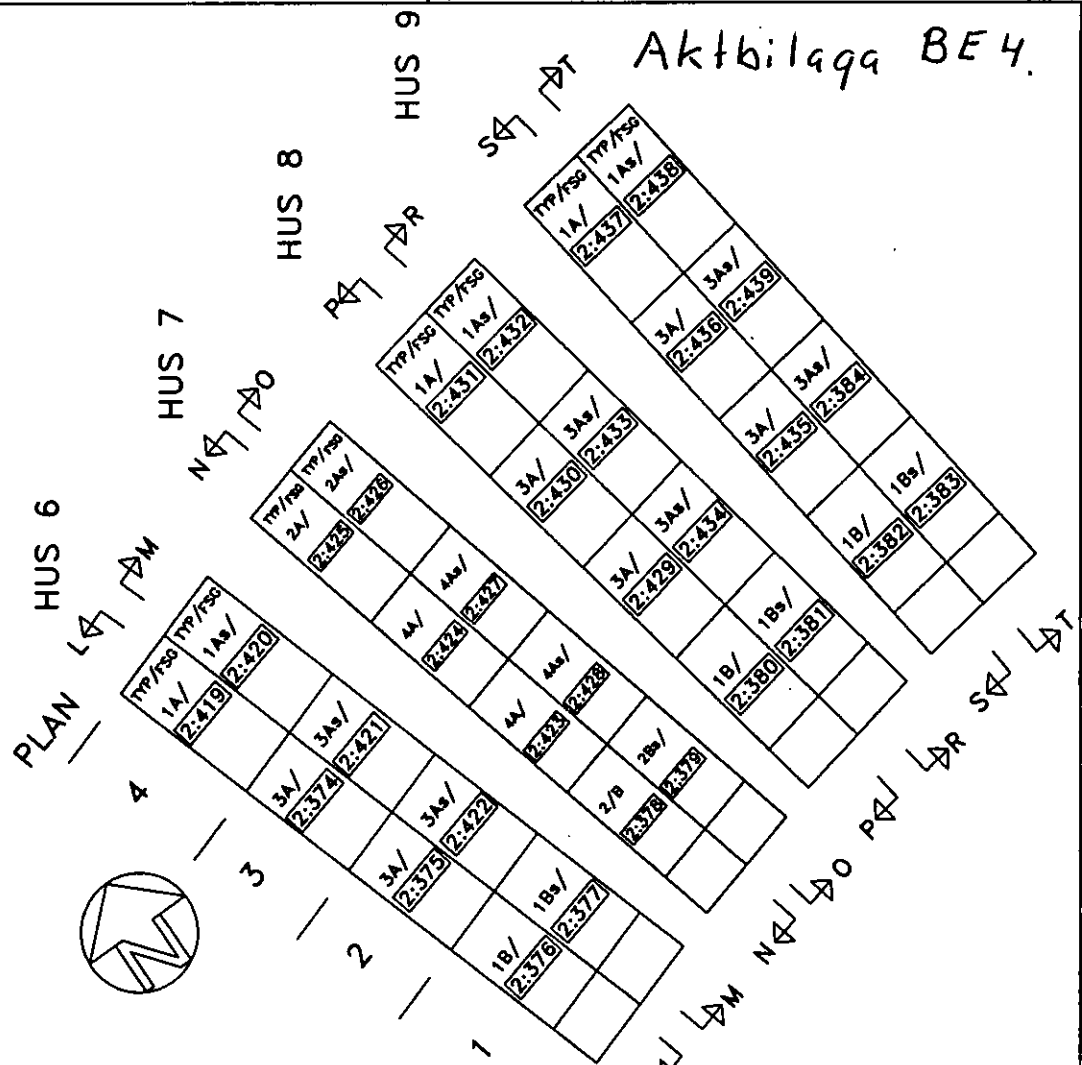 Aktbilaga BE 4.
HUS 9
HUS 8
HUS 7
HUS 6
S T
P R
N O
L M
PLAN
4
3
2
1
TYP/FSG TYP/FSG
1A/ 1As/
2:437 2:438
3A/ 3As/
2:436 2:439
3A/ 3As/
2:435 2:384
1B/ 1Bs/
2:382 2:383
TYP/FSG TYP/FSG
1A/ 1As/
2:431 2:432
3A/ 3As/
2:430 2:433
3A/ 3As/
2:429 2:434
1B/ 1Bs/
2:380 2:381
TYP/FSG TYP/FSG
2A/ 2As/
2:425 2:426
4A/ 4As/
2:424 2:427
4A/ 4As/
2:423 2:428
2/B 2Bs/
2:378 2:379
TYP/FSG TYP/FSG
1A/ 1As/
2:419 2:420
3A/ 3As/
2:374 2:421
3A/ 3As/
2:375 2:422
1B/ 1Bs/
2:376 2:377
S T
P R
N O
M
N